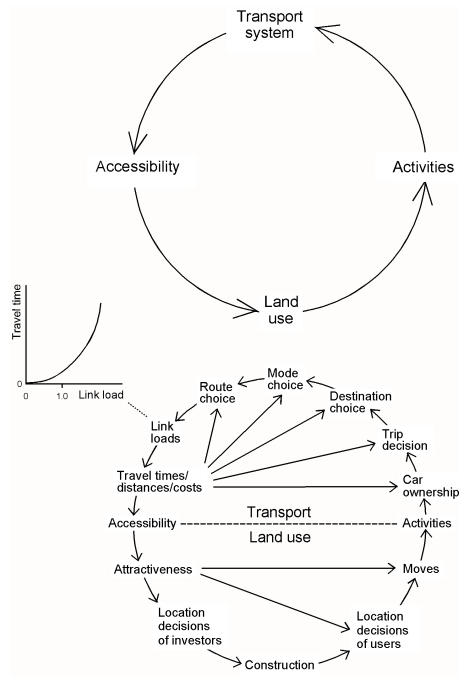 Transport
system
Accessibility
Activities
Land
use
Travel time
0
0
1.0
Link load
Mode
choice
Route
choice
Destination
choice
Link
loads
Trip
decision
Travel times/
distances/costs
Car
ownership
Transport
Accessibility
Activities
Land use
Attractiveness
Moves
Location
decisions
of investors
Location
decisions
of users
Construction